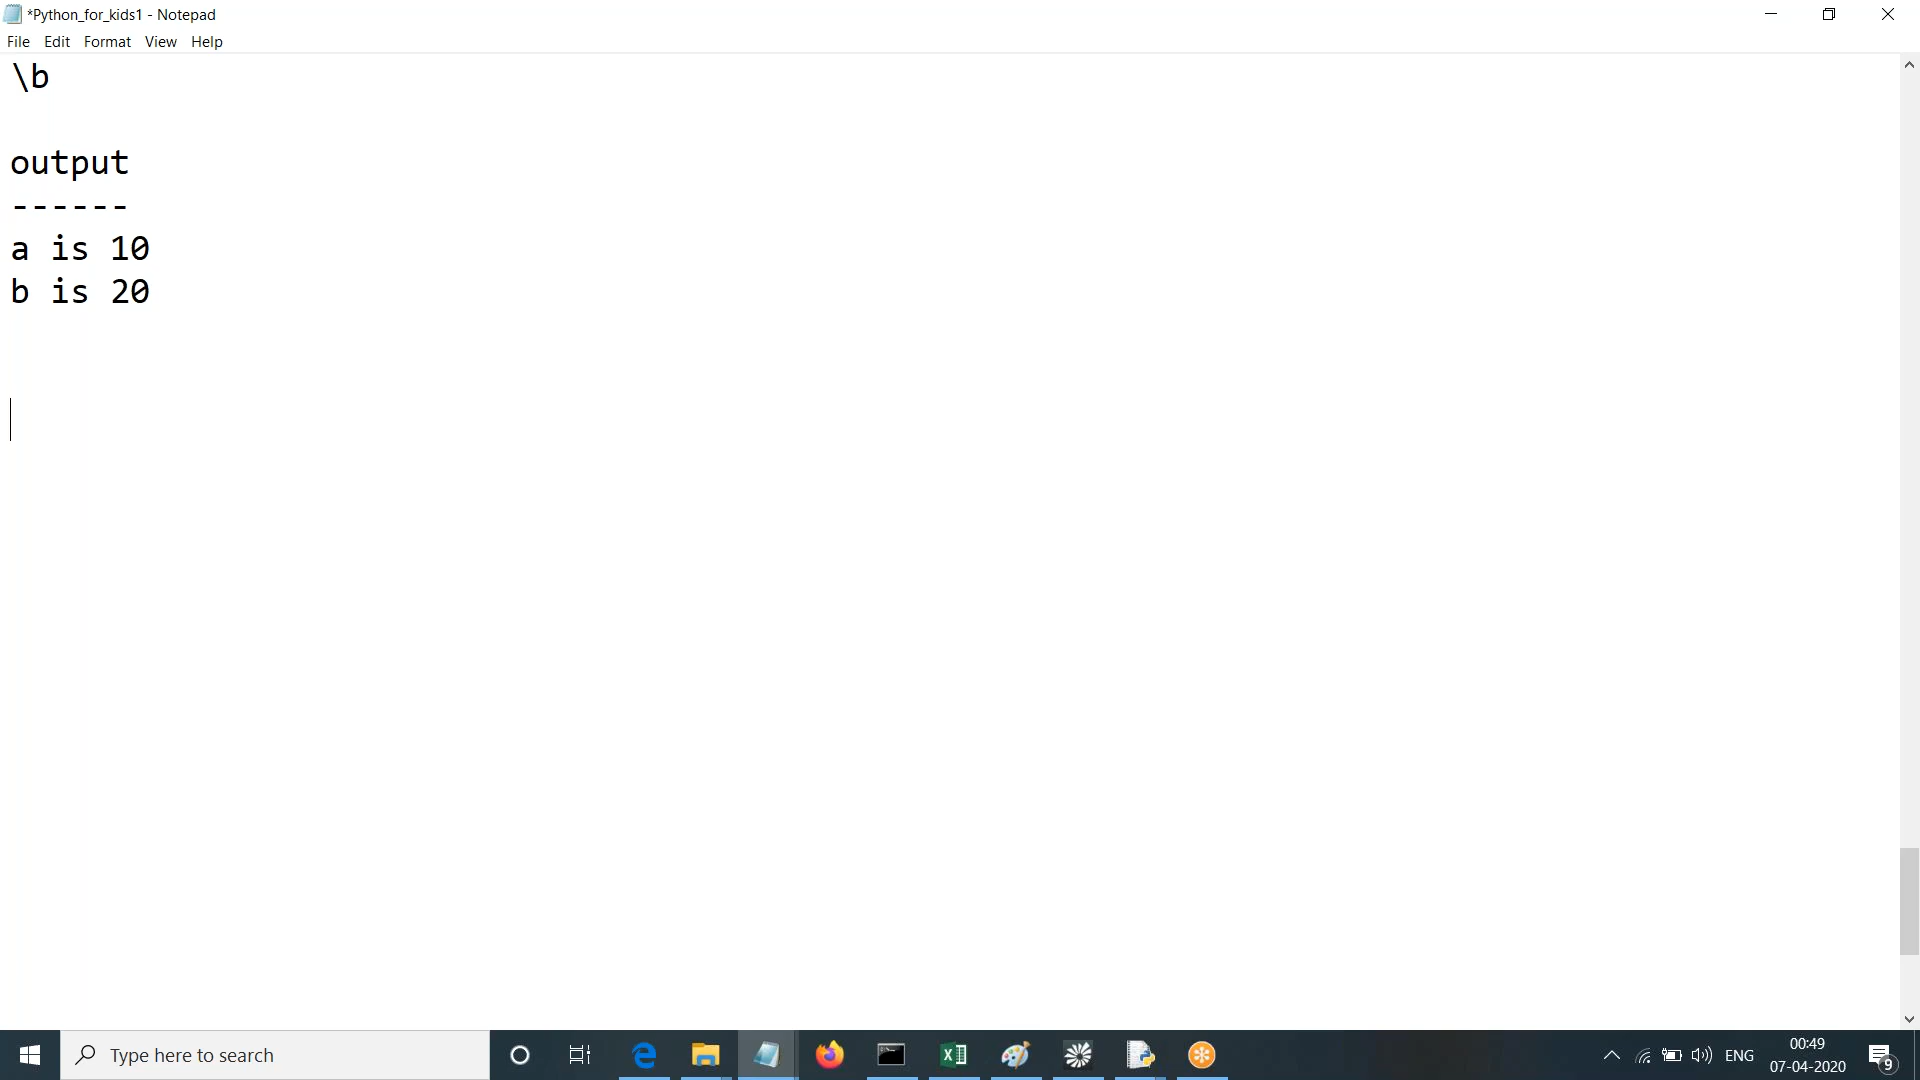 *Python_for_kids1 - Notepad
File Edit Format View Help
\b
output
------
a is 10
b is 20
Type here to search
ENG
00:49
07-04-2020
9